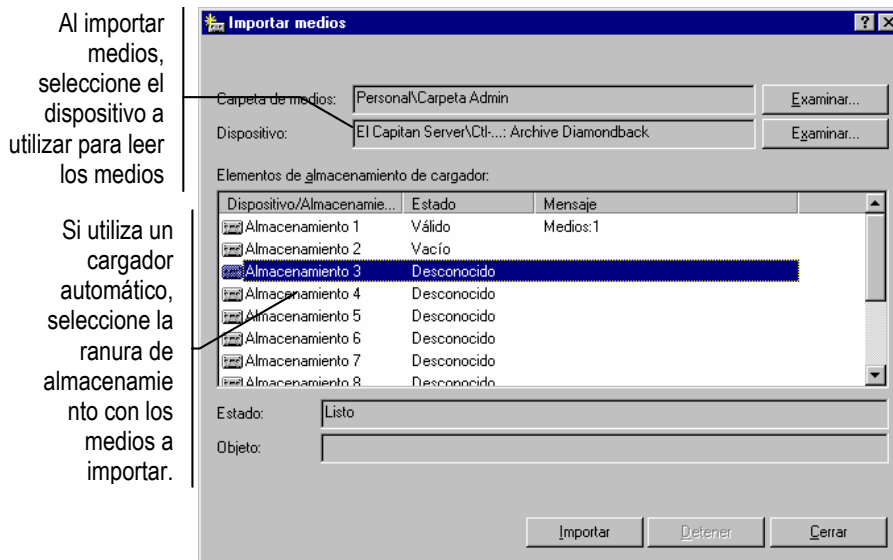 Al importar
medios,
seleccione el
dispositivo a
utilizar para leer
los medios
Si utiliza un
cargador
automático,
seleccione la
ranura de
almacenamie
nto con los
medios a
importar.
Importar medios
Carpeta de medios: Personal\Carpeta Admin Examinar...
Dispositivo: El Capitan Server\Ctl-...: Archive Diamondback Examinar...
Elementos de almacenamiento de cargador:
Dispositivo/Almacenamie... Estado Mensaje
Almacenamiento 1 Válido Medios:1
Almacenamiento 2 Vacío
Almacenamiento 3 Desconocido
Almacenamiento 4 Desconocido
Almacenamiento 5 Desconocido
Almacenamiento 6 Desconocido
Almacenamiento 7 Desconocido
Almacenamiento 8 Desconocido
Estado: Listo
Objeto:
Importar Detener Cerrar